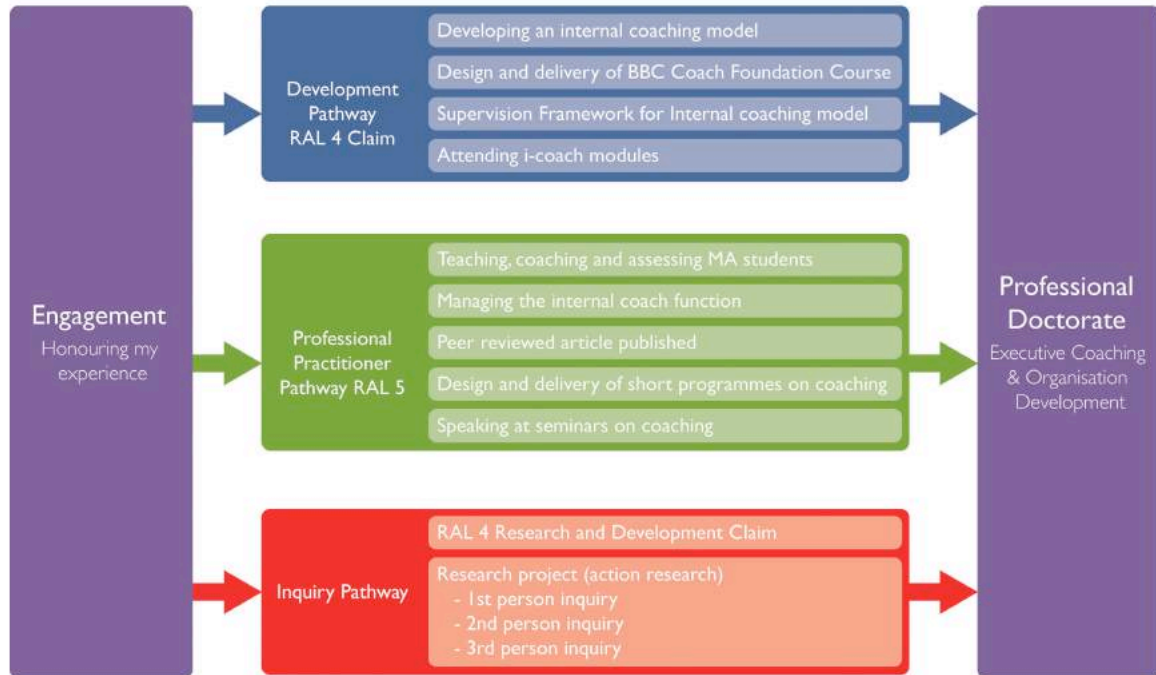 Engagement
Honouring my
experience
Development
Pathway
RAL 4 Claim
Developing an internal coaching model
Design and delivery of BBC Coach Foundation Course
Supervision Framework for Internal coaching model
Attending i-coach modules
Professional
Practitioner
Pathway RAL 5
Teaching, coaching and assessing MA students
Managing the internal coach function
Peer reviewed article published
Design and delivery of short programmes on coaching
Speaking at seminars on coaching
Inquiry Pathway
RAL 4 Research and Development Claim
Research project (action research)
- 1st person inquiry
- 2nd person inquiry
- 3rd person inquiry
Professional
Doctorate
Executive Coaching
& Organisation
Development